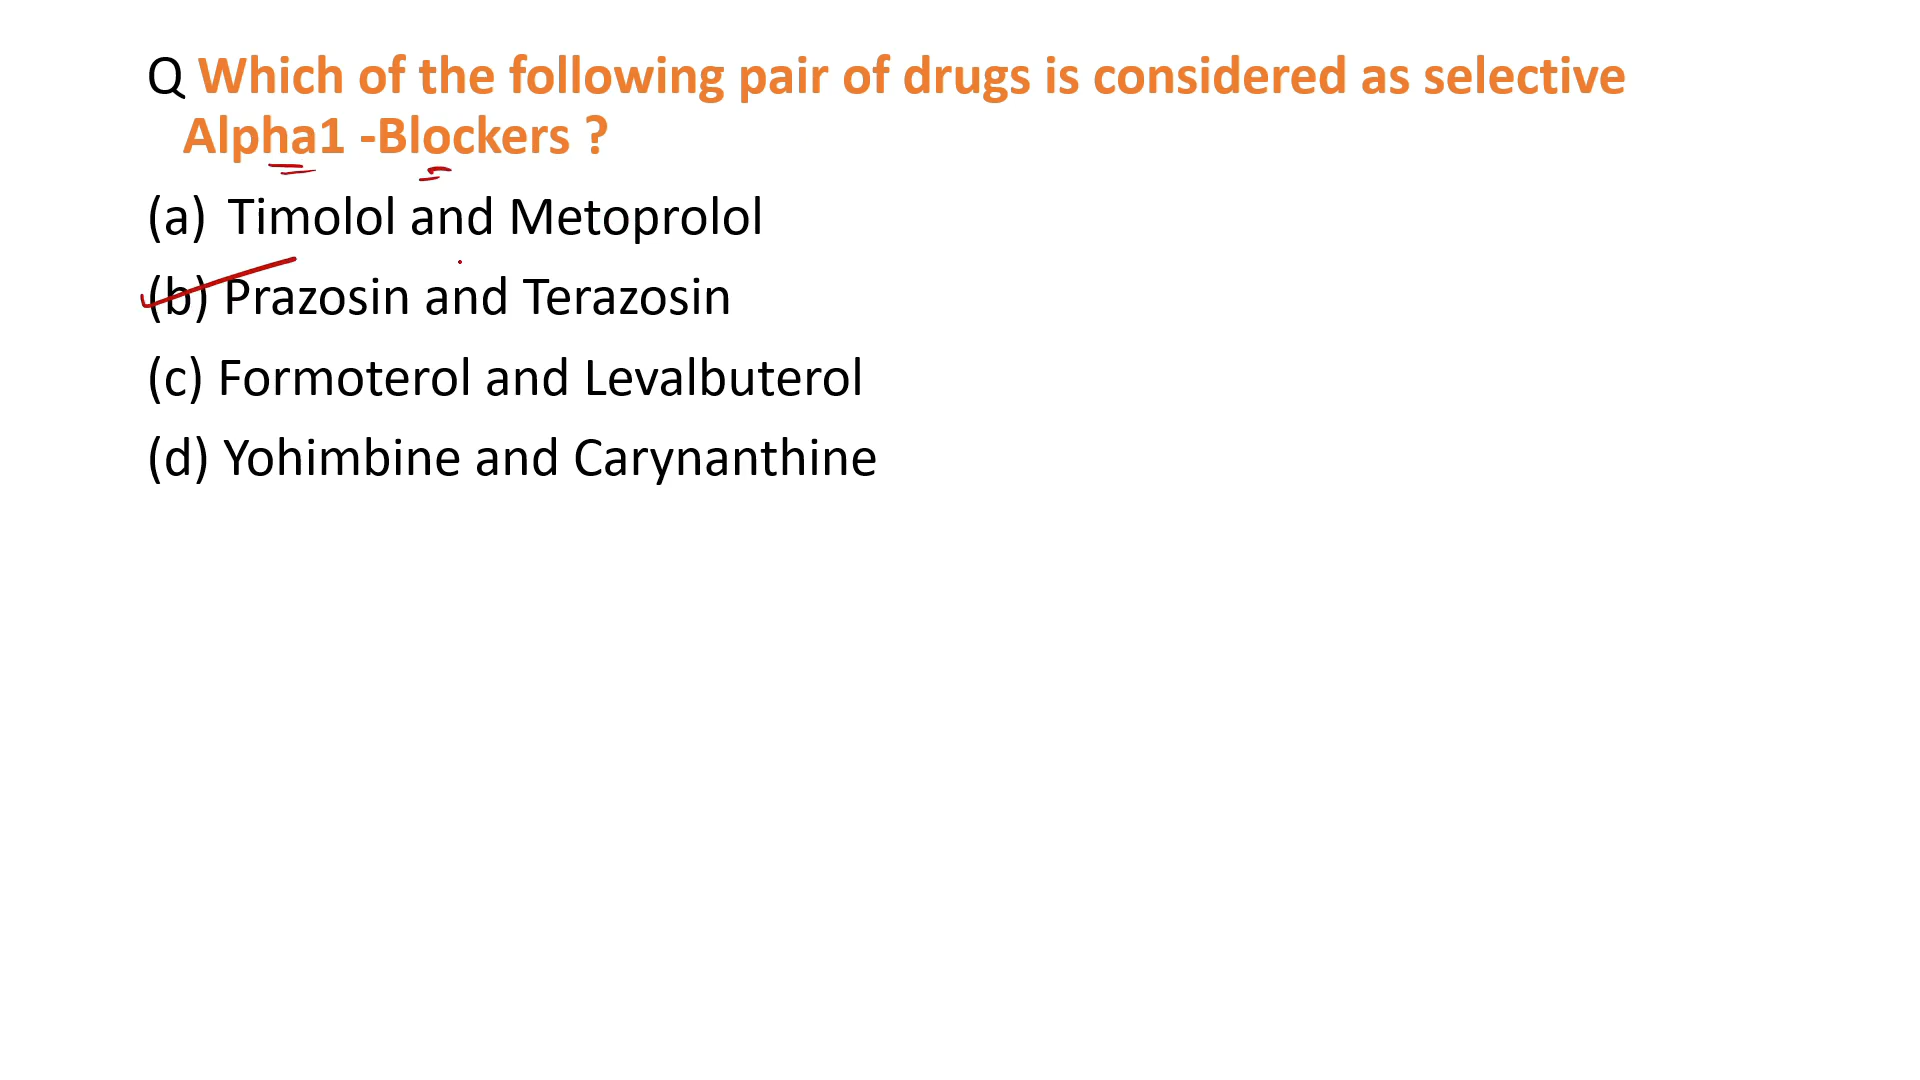 Q Which of the following pair of drugs is considered as selective
Alpha1 -Blockers ?
(a) Timolol and Metoprolol
(b) Prazosin and Terazosin
(c) Formoterol and Levalbuterol
(d) Yohimbine and Carynanthine